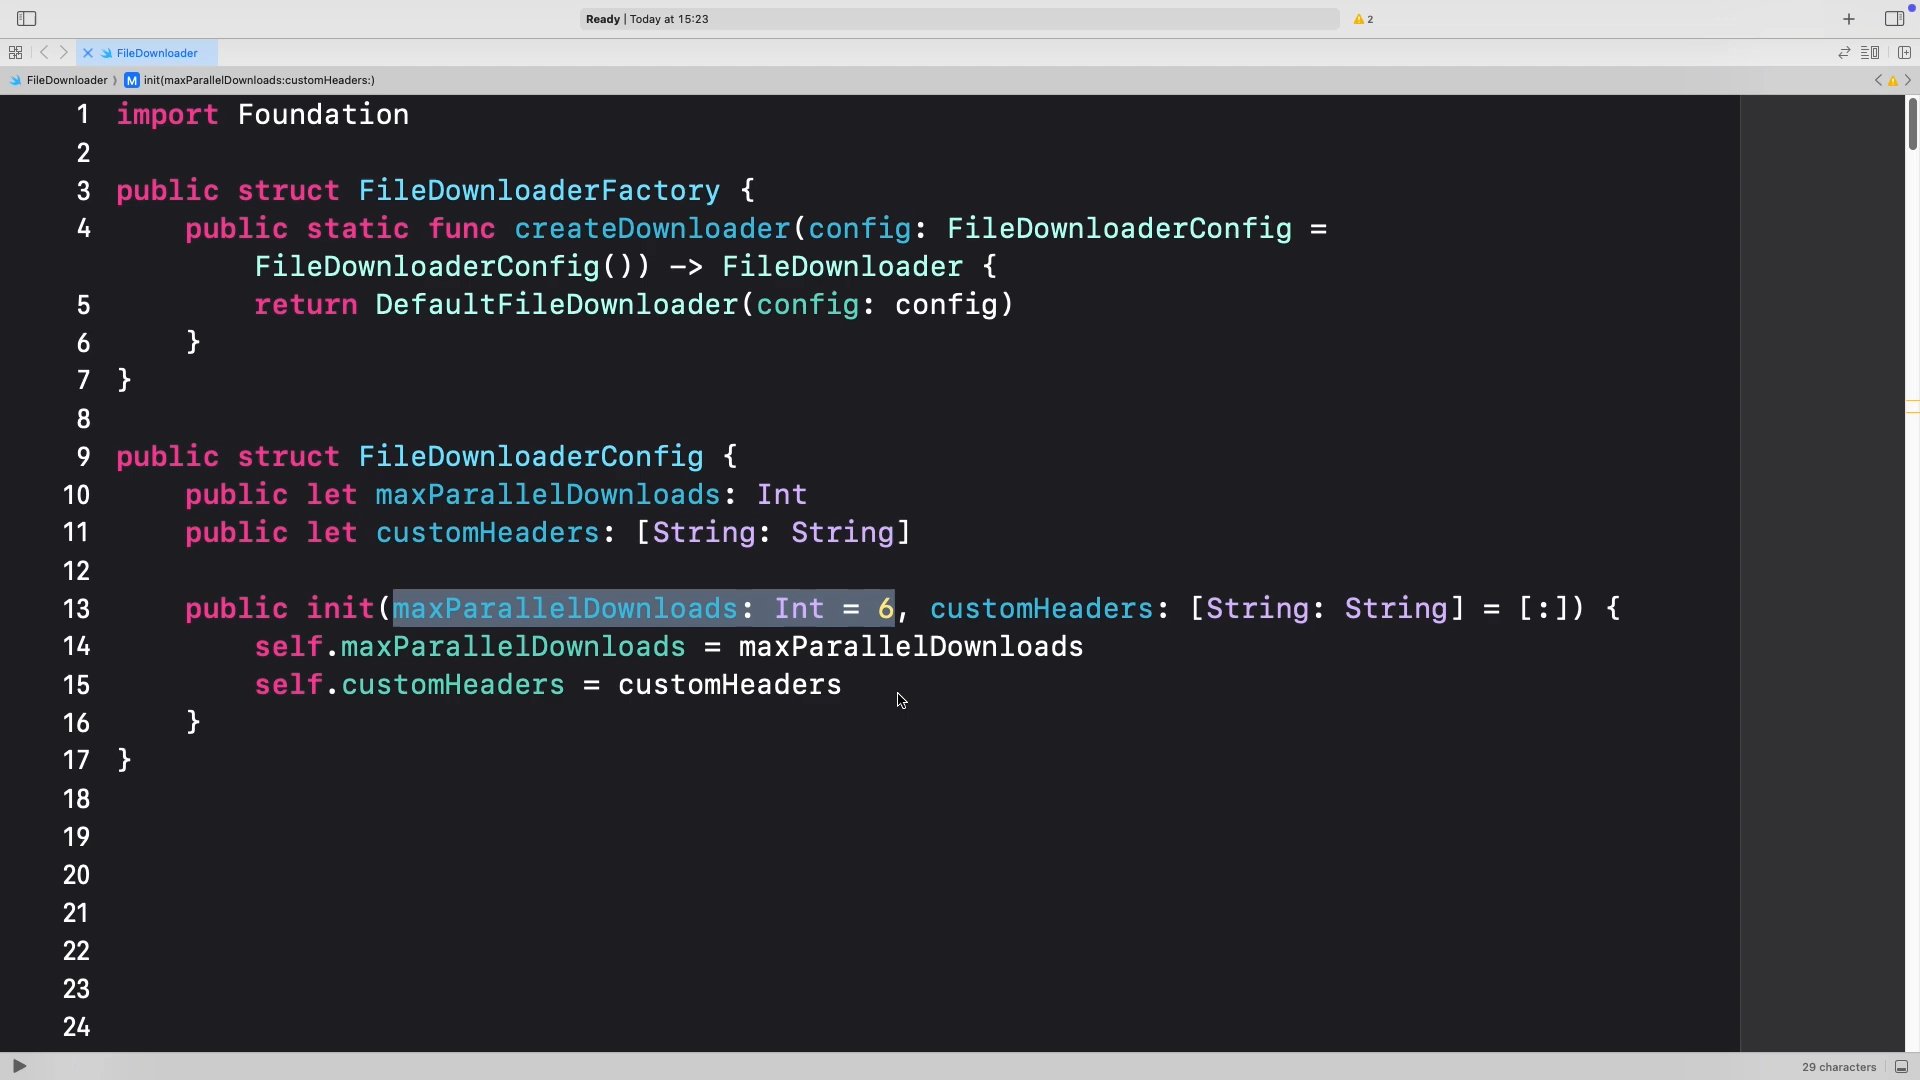 Ready | Today at 15:23
2
FileDownloader
FileDownloader ⟩ M init(maxParallelDownloads:customHeaders:)
1 import Foundation
2
3 public struct FileDownloaderFactory {
4 public static func createDownloader(config: FileDownloaderConfig =
FileDownloaderConfig()) -> FileDownloader {
5 return DefaultFileDownloader(config: config)
6 }
7 }
8
9 public struct FileDownloaderConfig {
10 public let maxParallelDownloads: Int
11 public let customHeaders: [String: String]
12
13 public init(maxParallelDownloads: Int = 6, customHeaders: [String: String] = [:]) {
14 self.maxParallelDownloads = maxParallelDownloads
15 self.customHeaders = customHeaders
16 }
17 }
18
19
20
21
22
23
24
29 characters